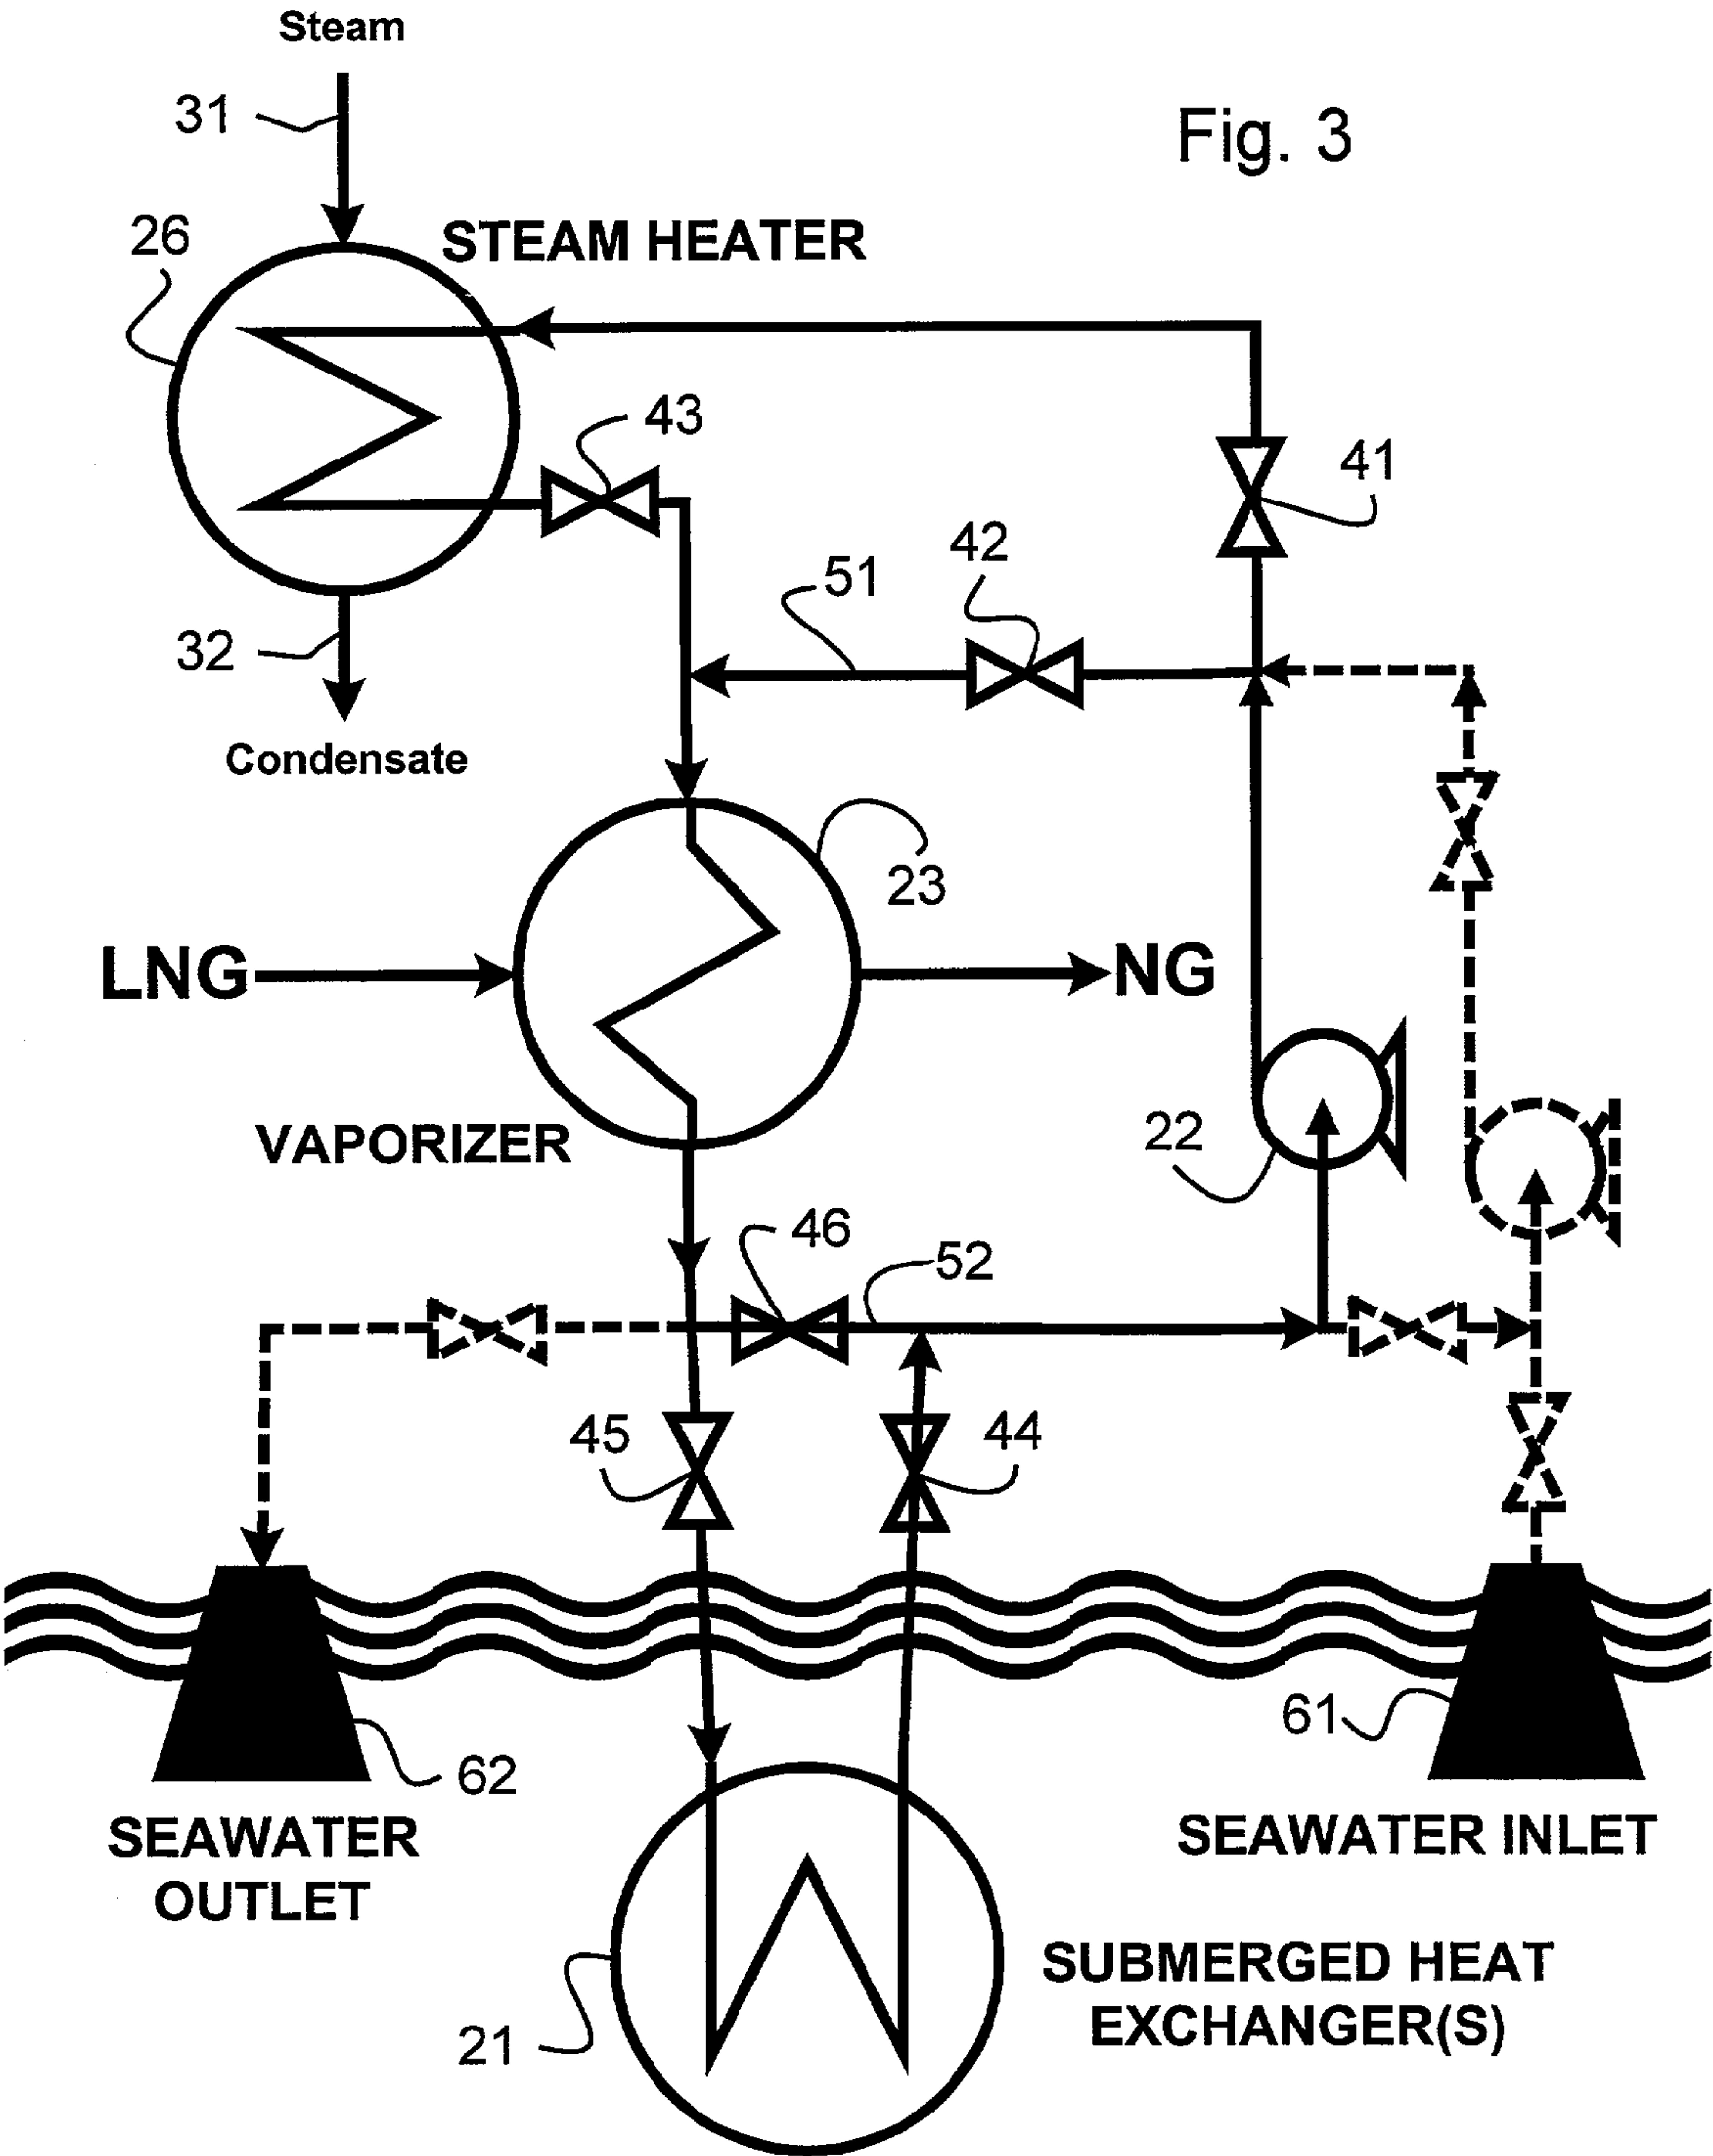 Steam
Fig. 3
31
26
STEAM HEATER
43
41
42
51
32
Condensate
23
LNG
NG
22
VAPORIZER
46
52
45
44
61
62
SEAWATER
OUTLET
SEAWATER INLET
SUBMERGED HEAT
EXCHANGER(S)
21